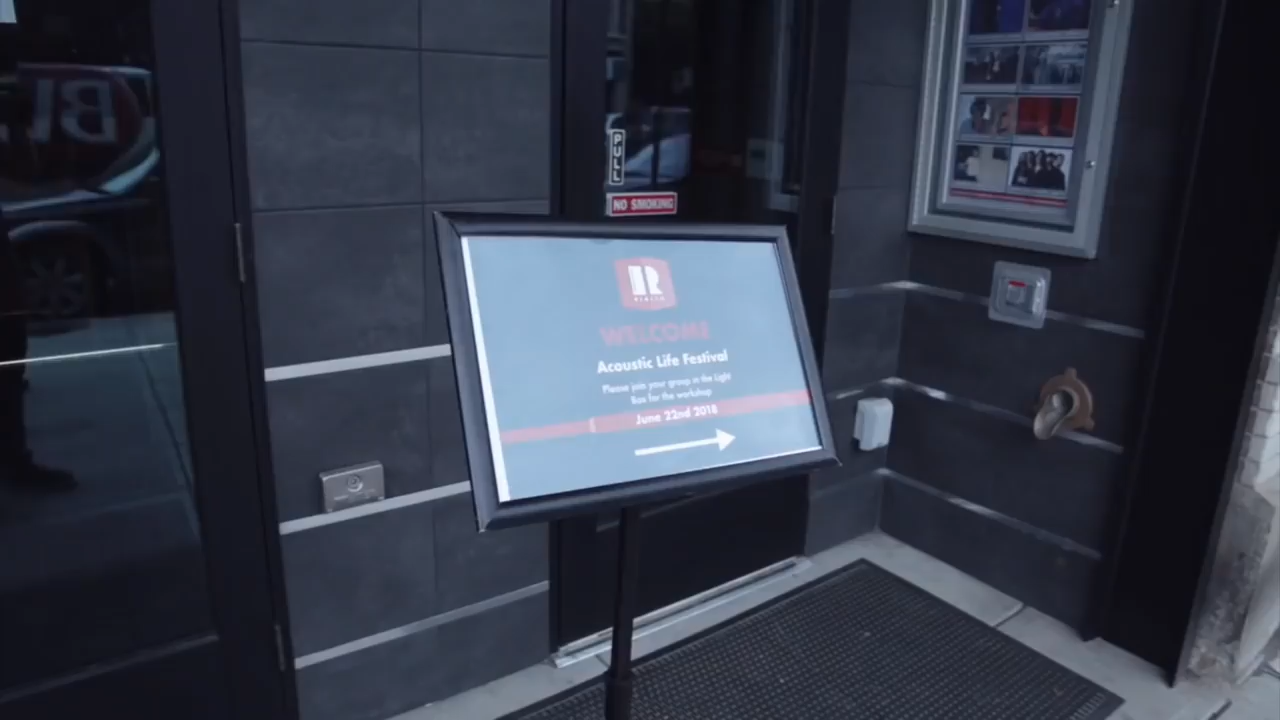 PULL
NO SMOKING
R
RIALTO
WELCOME
Acoustic Life Festival
Please join your group in the Light
Box for the workshop
June 22nd 2018